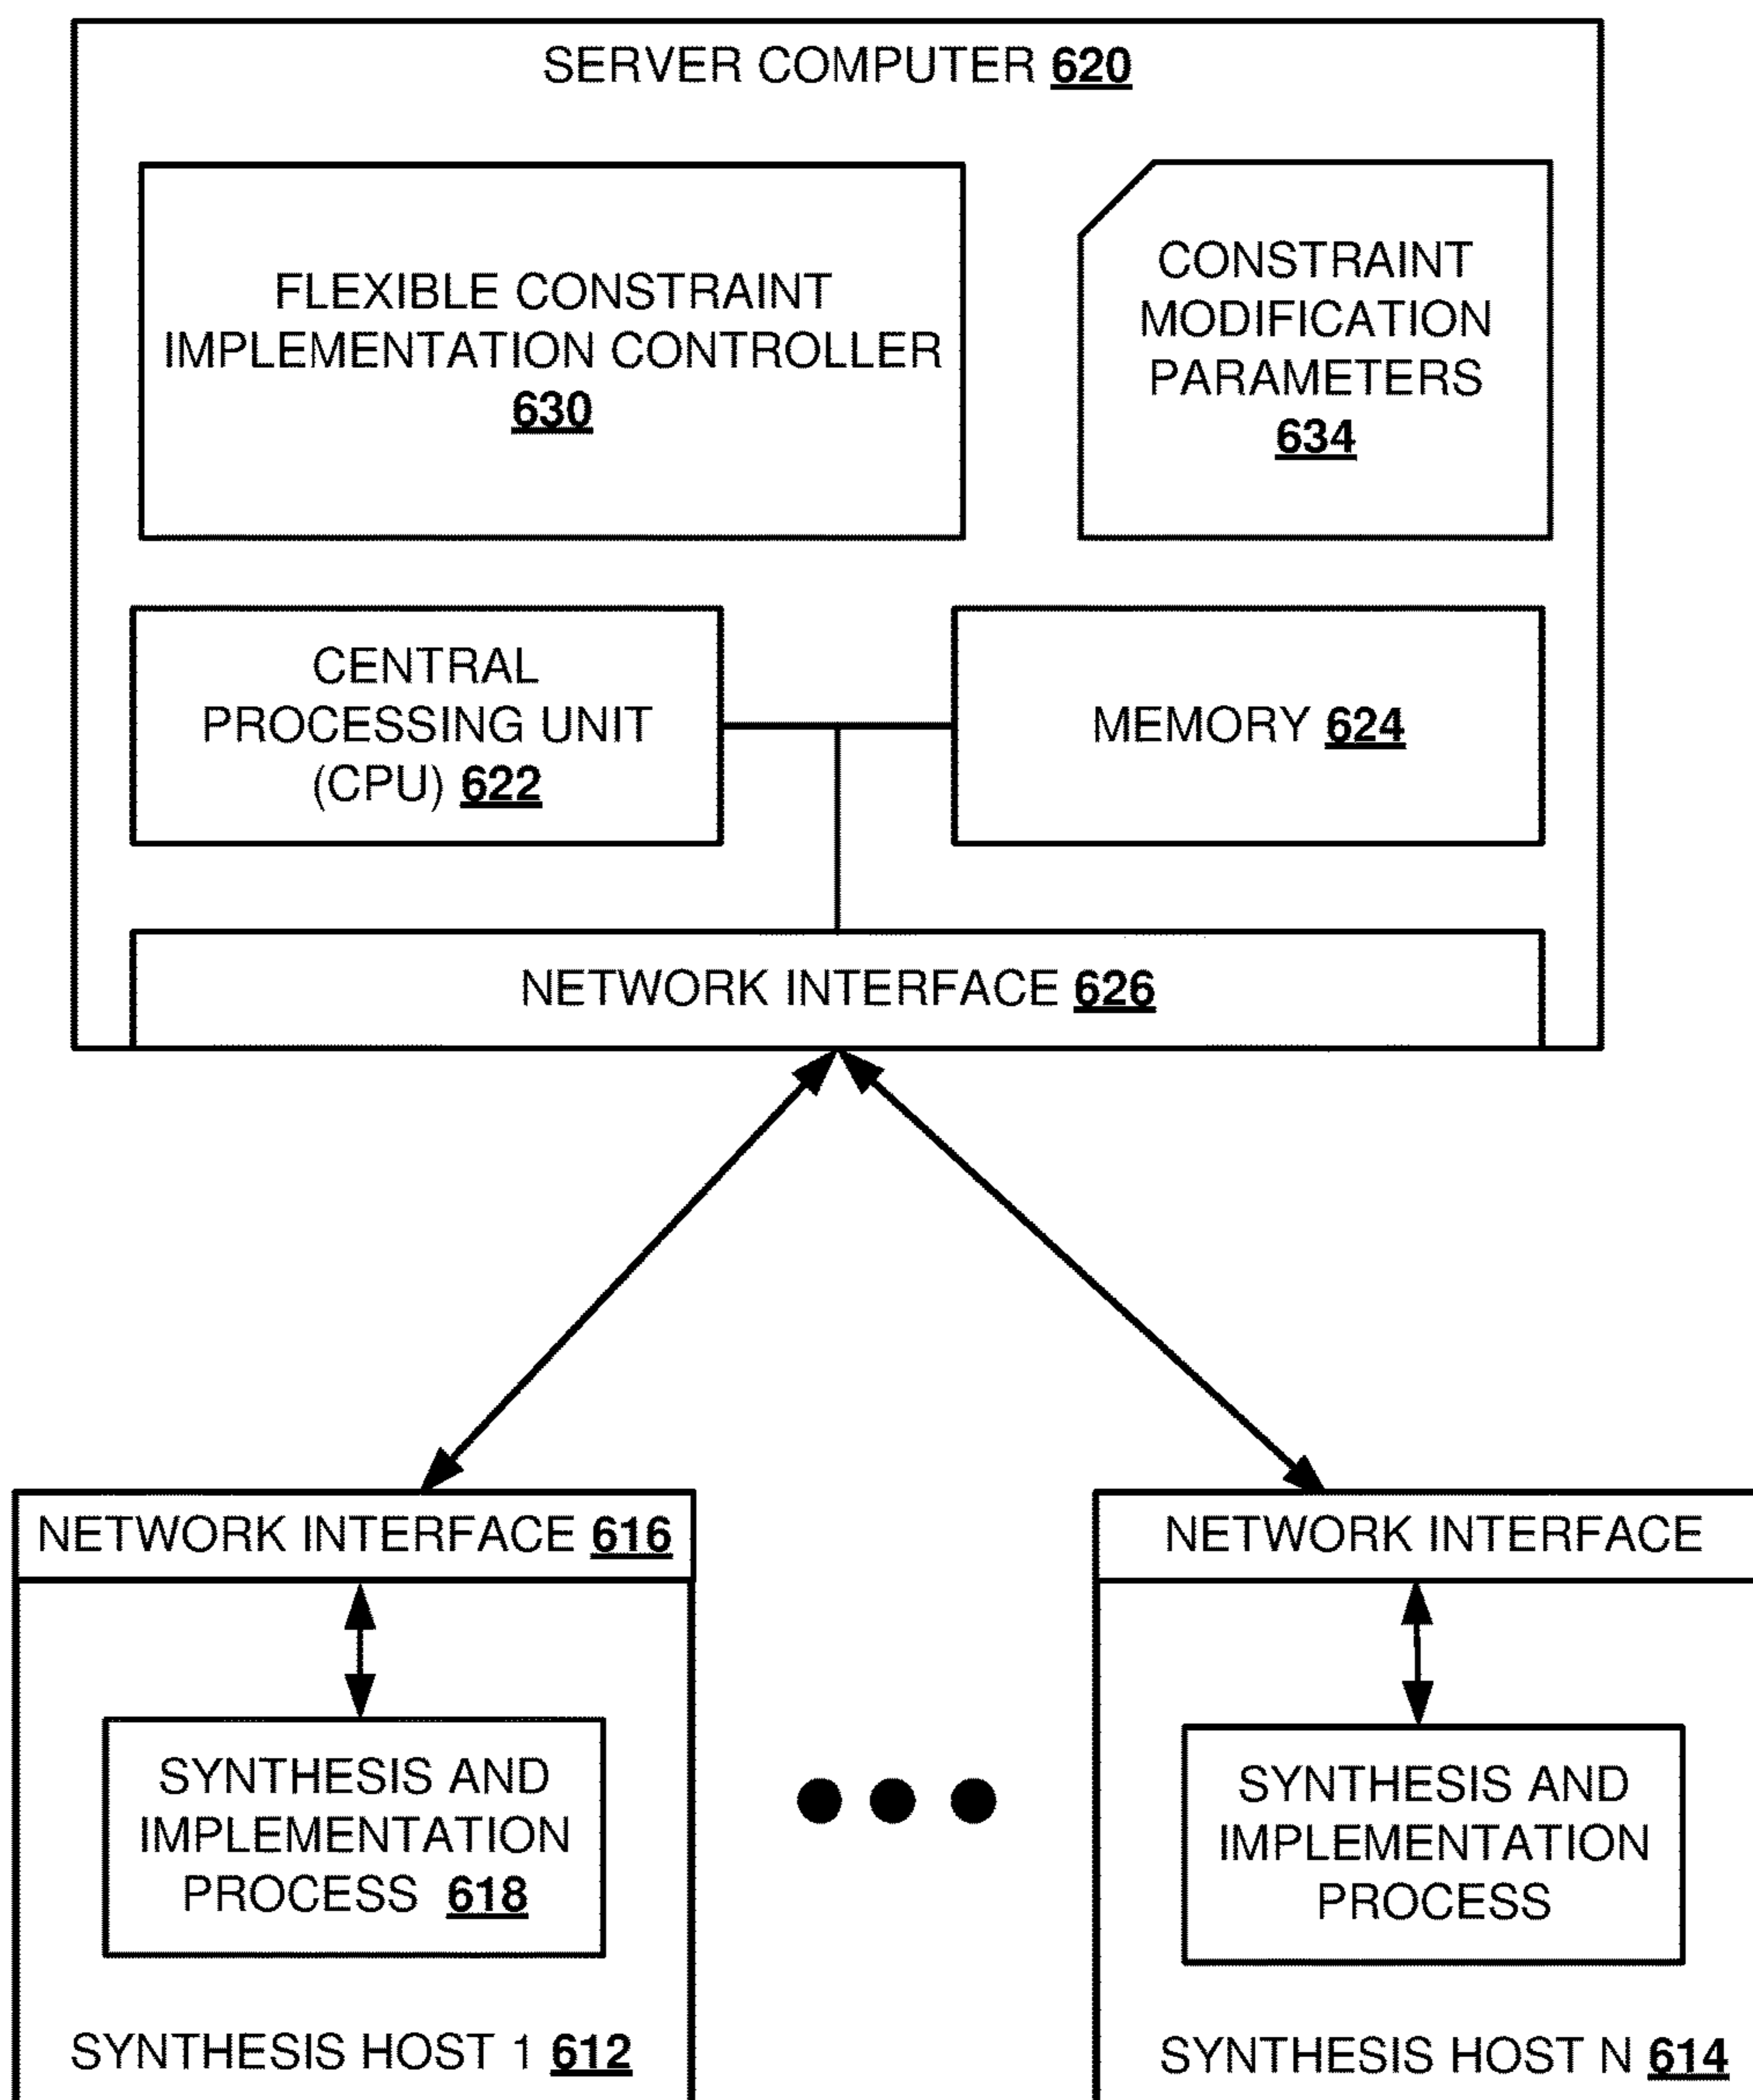 SERVER COMPUTER 620
FLEXIBLE CONSTRAINT
IMPLEMENTATION CONTROLLER
630
CONSTRAINT
MODIFICATION
PARAMETERS
634
CENTRAL
PROCESSING UNIT
(CPU) 622
MEMORY 624
NETWORK INTERFACE 626
NETWORK INTERFACE 616
SYNTHESIS AND
IMPLEMENTATION
PROCESS 618
SYNTHESIS HOST 1 612
NETWORK INTERFACE
SYNTHESIS AND
IMPLEMENTATION
PROCESS
SYNTHESIS HOST N 614